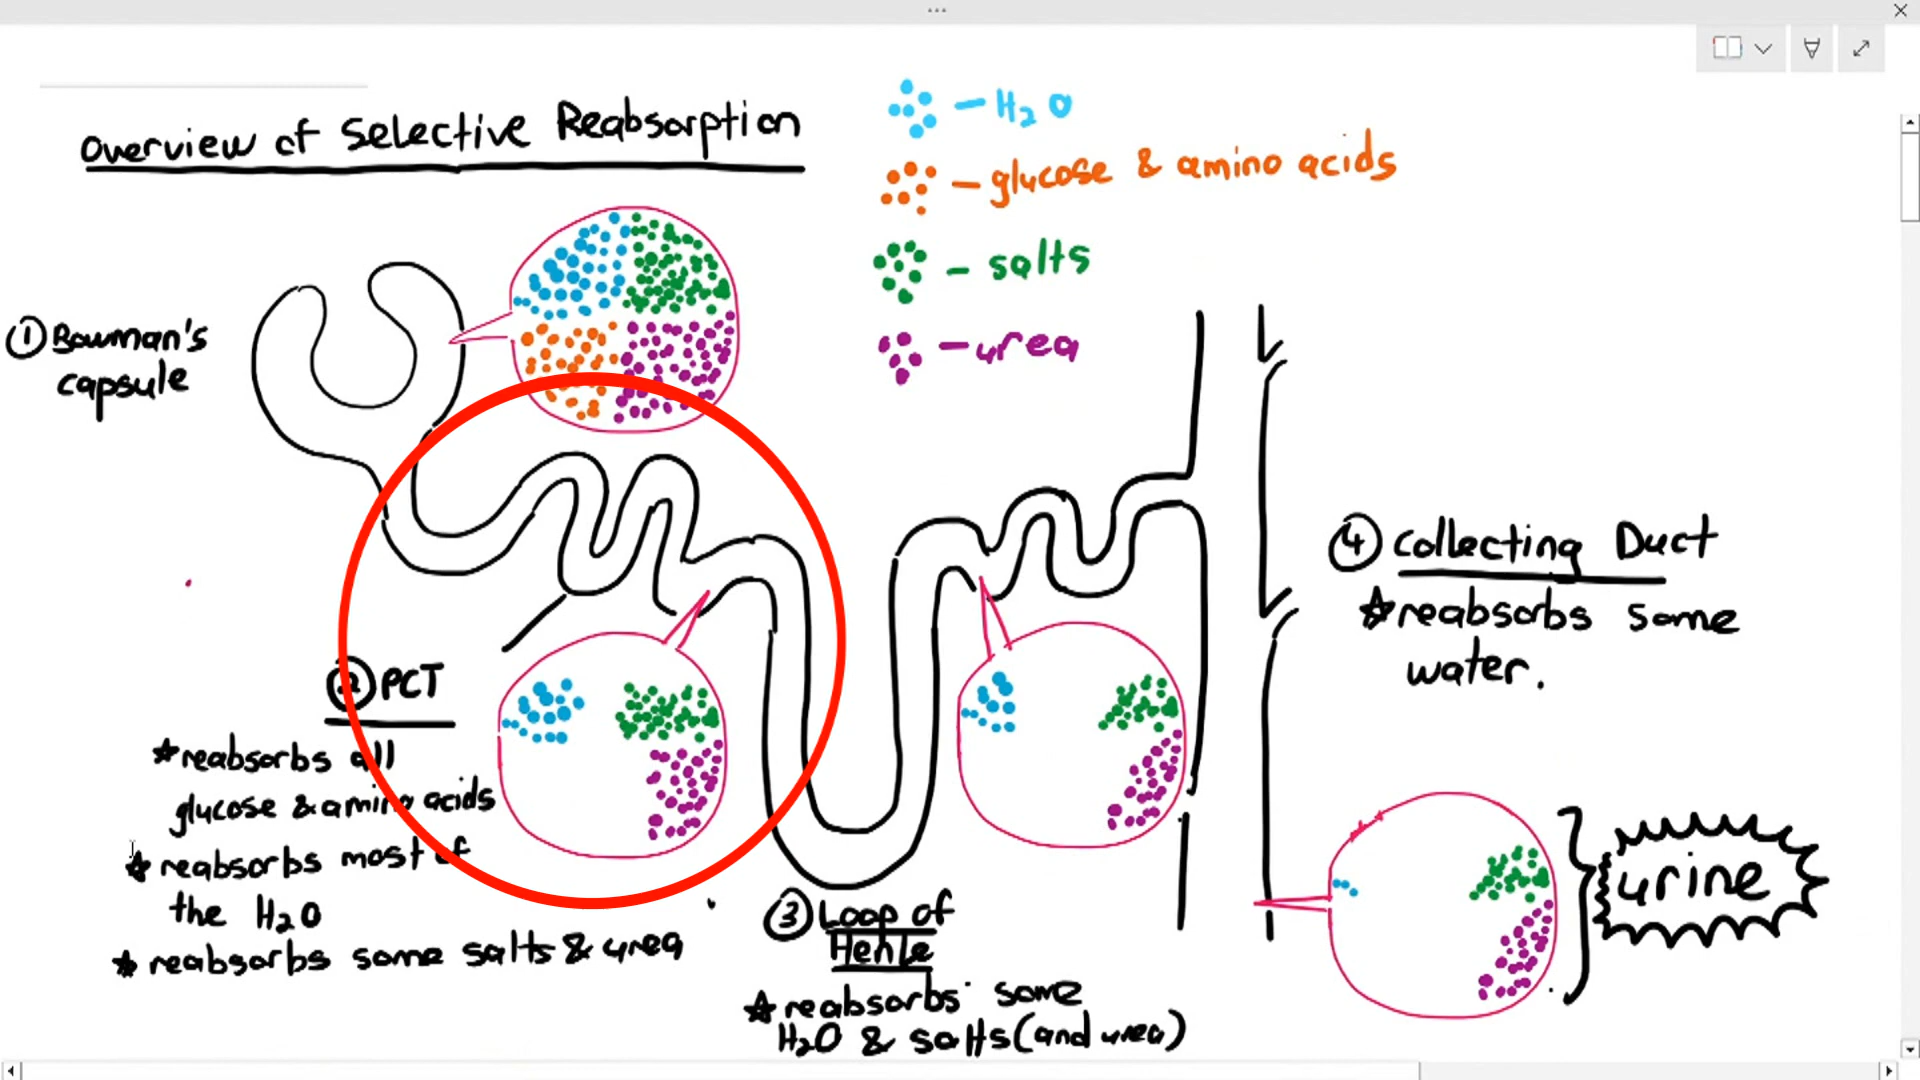 Overview of Selective Reabsorption
- H₂O
- glucose & amino acids
- salts
- urea
① Bowman's
capsule
② PCT
☆reabsorbs all
glucose & amino acids
☆ reabsorbs most of
the H₂O
☆ reabsorbs some salts & urea
③ Loop of
Henle
☆ reabsorbs some
H₂O & salts (and urea)
④ Collecting Duct
☆reabsorbs some
water.
urine